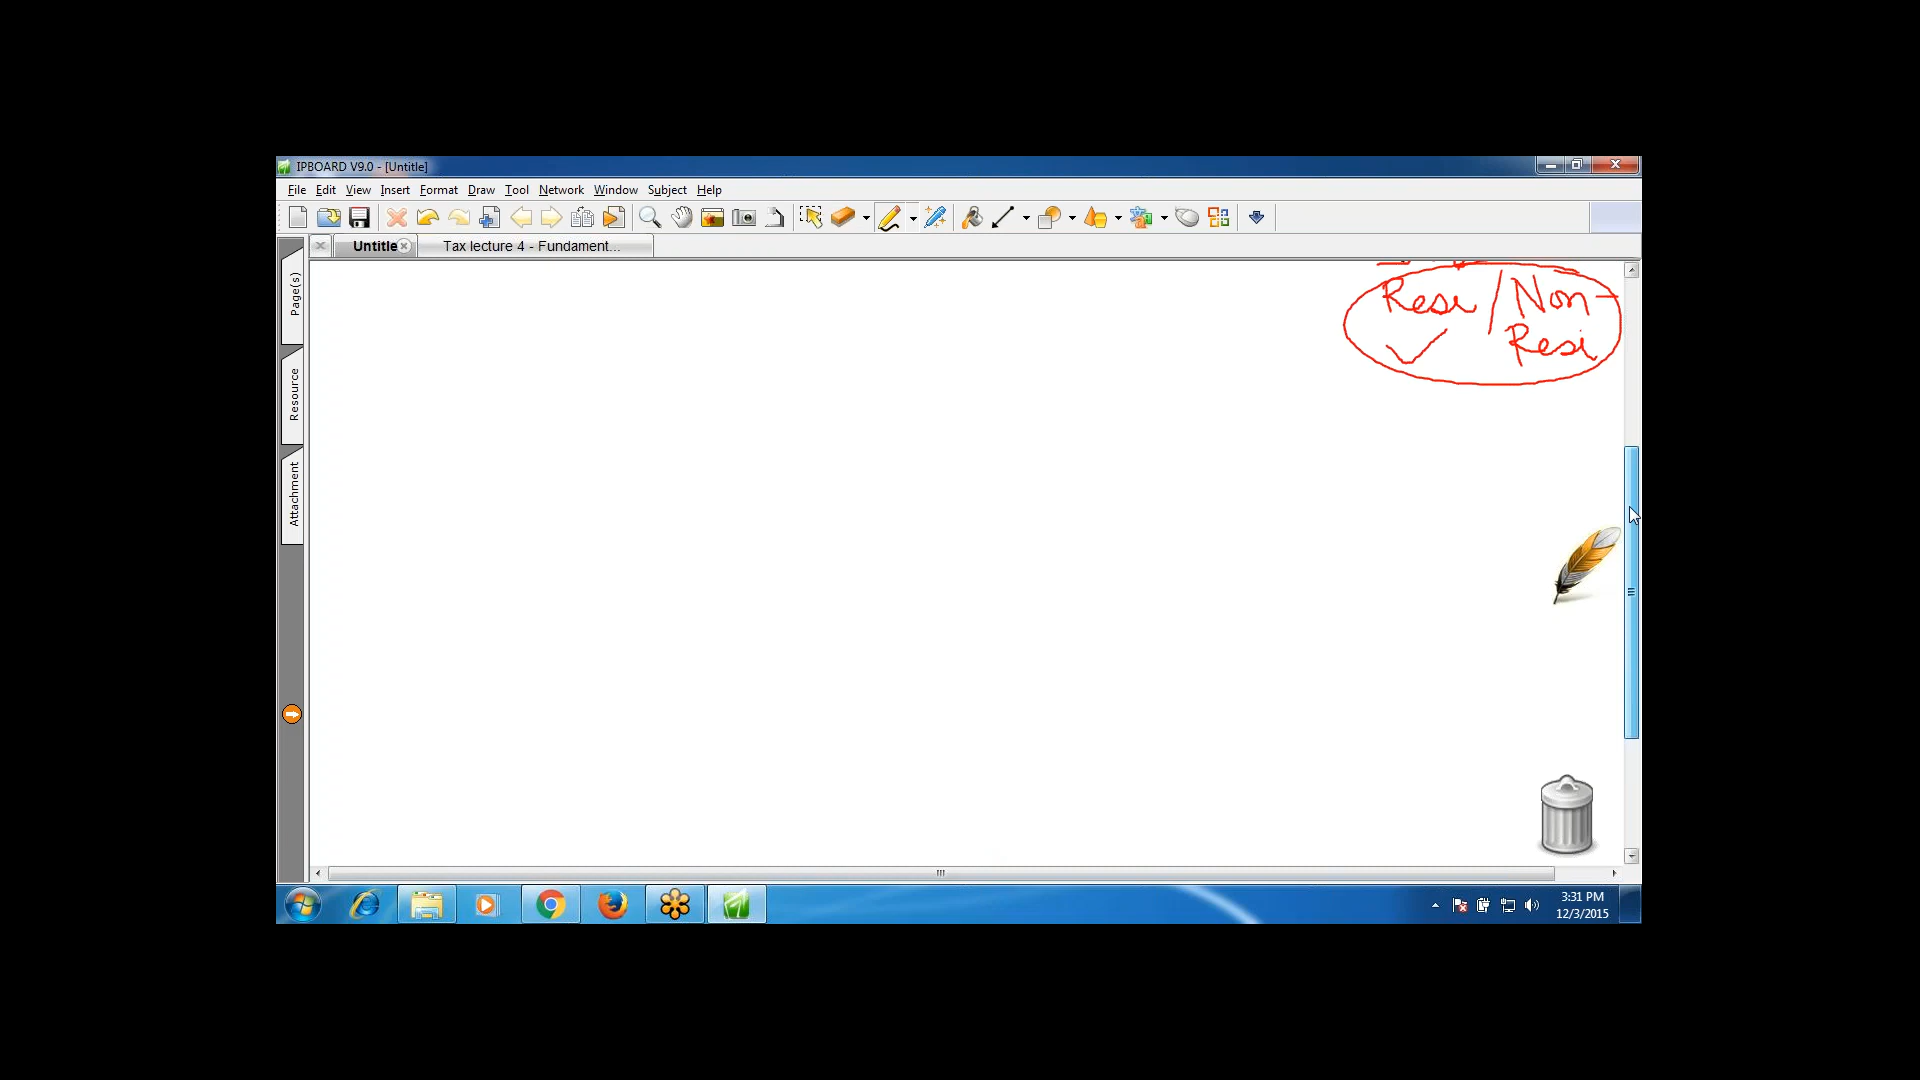 IPBOARD V9.0 - [Untitle]
File Edit View Insert Format Draw Tool Network Window Subject Help
Untitle Tax lecture 4 - Fundament...
Page(s)
Resource
Attachment
Resi / Non-
Resi
3:31 PM
12/3/2015